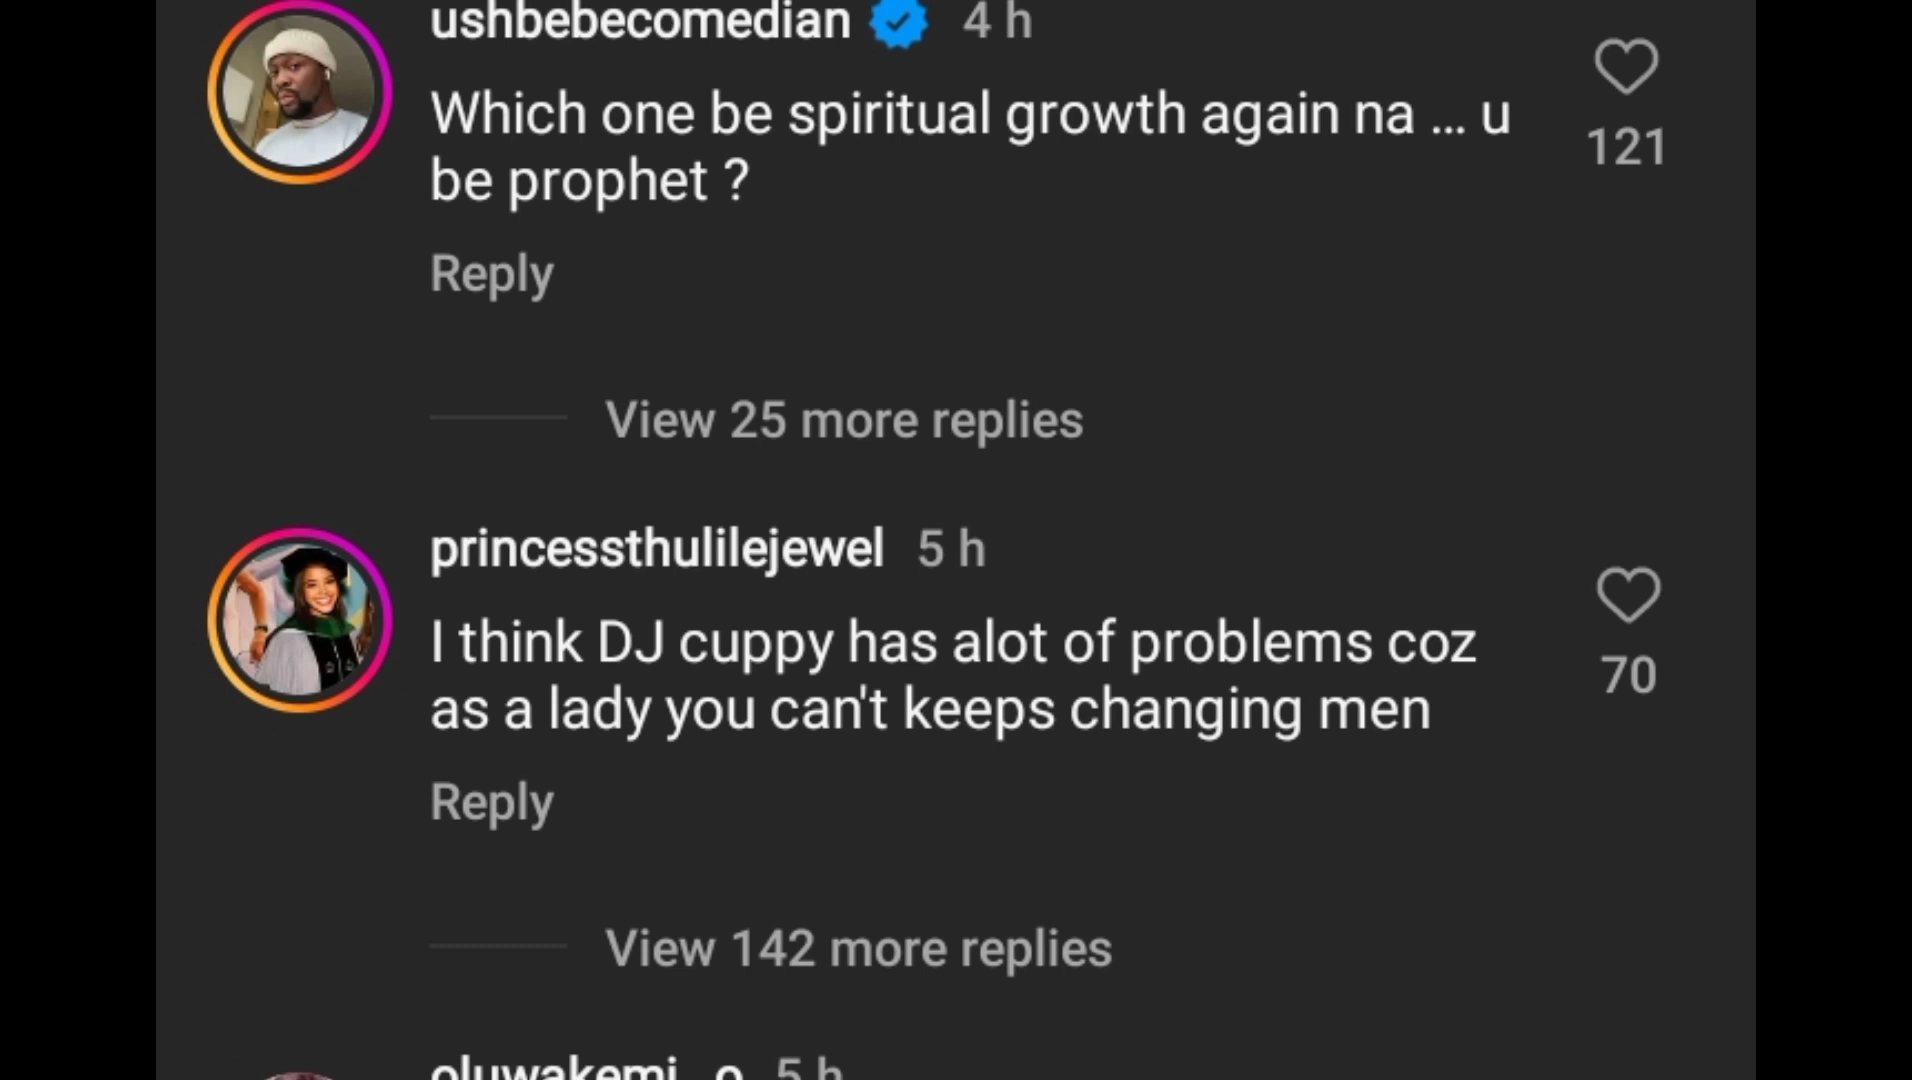 ushbebecomedian 4 h
Which one be spiritual growth again na ... u
be prophet ?
121
Reply
View 25 more replies
princessthulilejewel 5 h
I think DJ cuppy has alot of problems coz
as a lady you can't keeps changing men
70
Reply
View 142 more replies
oluwakemi_o 5 h